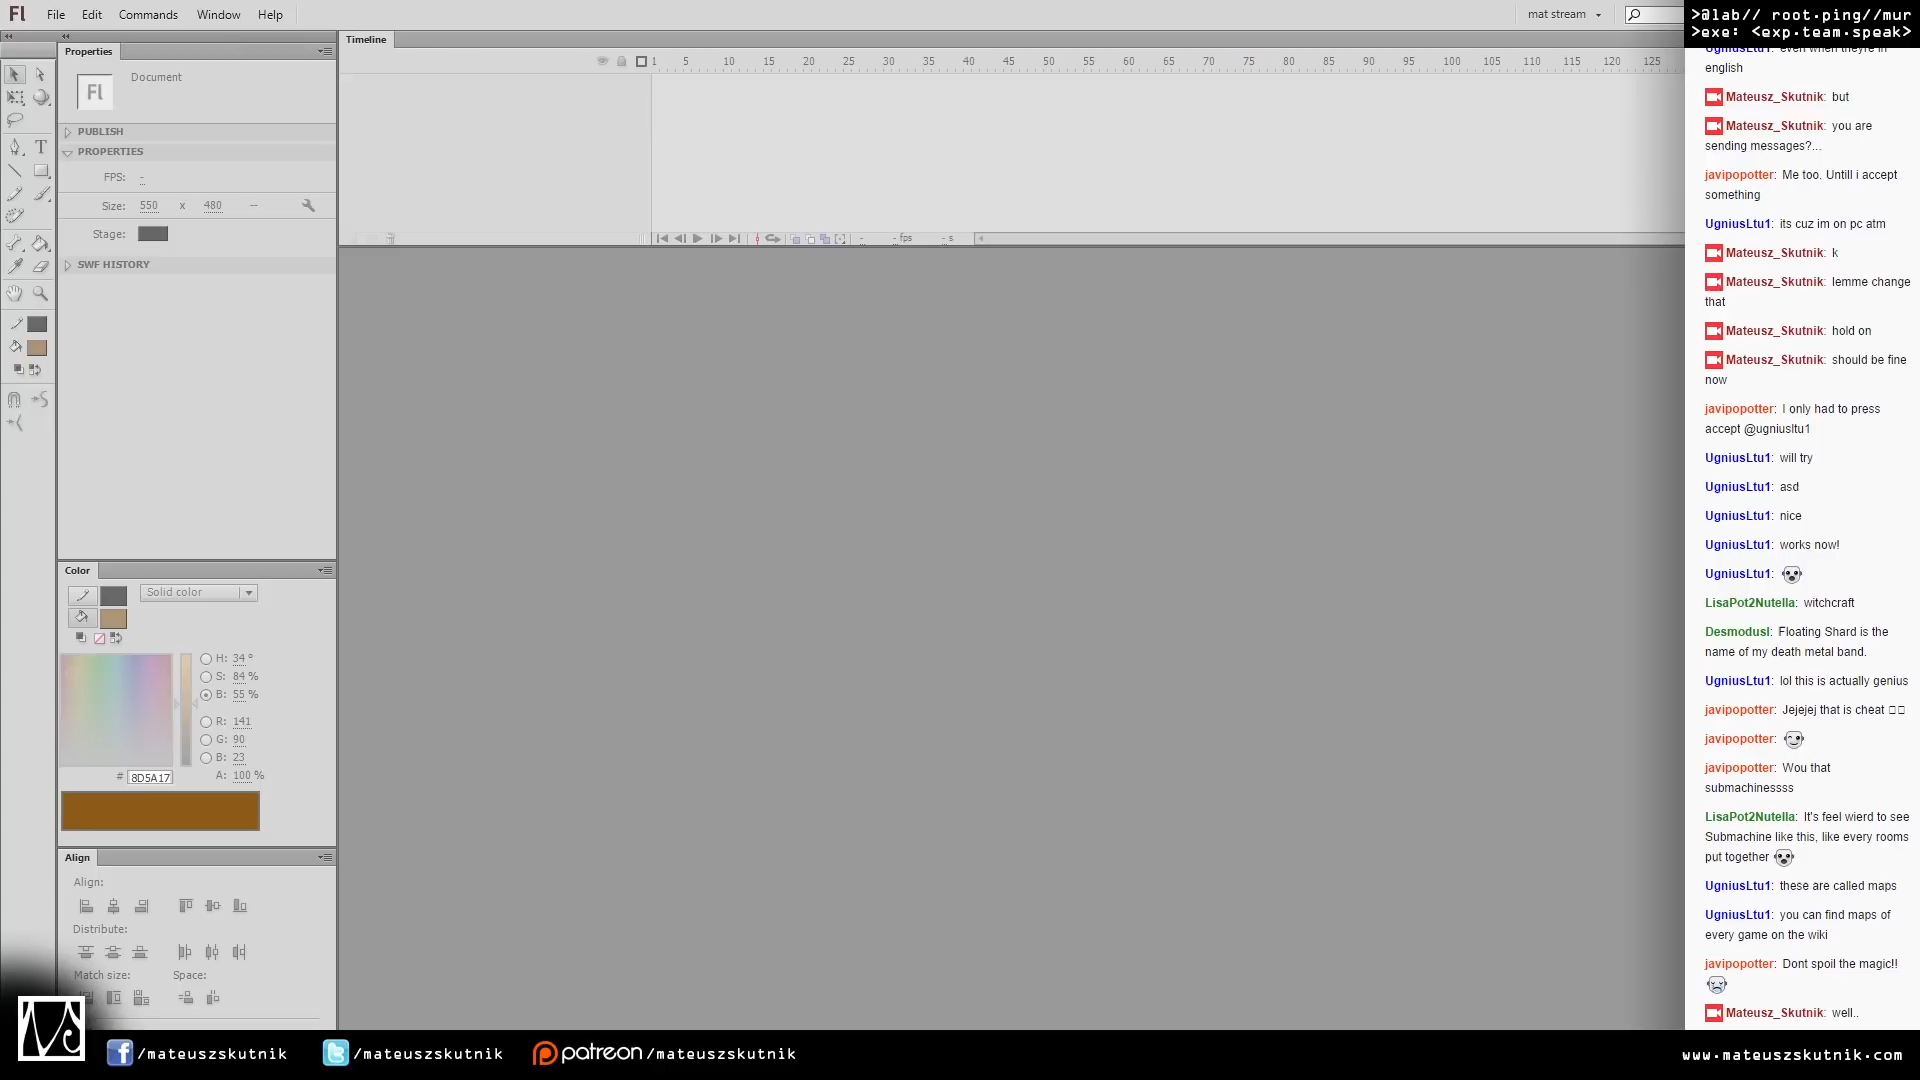 Fl File Edit Commands Window Help mat stream
>@lab// root.ping//mur
>exe: <exp.team.speak>
Properties
Fl Document
PUBLISH
PROPERTIES
FPS: -
Size: 550 x 480 --
Stage:
SWF HISTORY
Timeline
1 5 10 15 20 25 30 35 40 45 50 55 60 65 70 75 80 85 90 95 100 105 110 115 120 125
- - fps - s
Color
Solid color
H: 34 °
S: 84 %
B: 55 %
R: 141
G: 90
B: 23
# 8D5A17 A: 100 %
Align
Align:
Distribute:
Match size: Space:
UgniusLtu1: even when theyre in
english
Mateusz_Skutnik: but
Mateusz_Skutnik: you are
sending messages?...
javipopotter: Me too. Untill i accept
something
UgniusLtu1: its cuz im on pc atm
Mateusz_Skutnik: k
Mateusz_Skutnik: lemme change
that
Mateusz_Skutnik: hold on
Mateusz_Skutnik: should be fine
now
javipopotter: I only had to press
accept @ugniusltu1
UgniusLtu1: will try
UgniusLtu1: asd
UgniusLtu1: nice
UgniusLtu1: works now!
UgniusLtu1:
LisaPot2Nutella: witchcraft
Desmodusl: Floating Shard is the
name of my death metal band.
UgniusLtu1: lol this is actually genius
javipopotter: Jejejej that is cheat
javipopotter:
javipopotter: Wou that
submachinessss
LisaPot2Nutella: It's feel wierd to see
Submachine like this, like every rooms
put together
UgniusLtu1: these are called maps
UgniusLtu1: you can find maps of
every game on the wiki
javipopotter: Dont spoil the magic!!
Mateusz_Skutnik: well..
/mateuszskutnik /mateuszskutnik patreon/mateuszskutnik www.mateuszskutnik.com